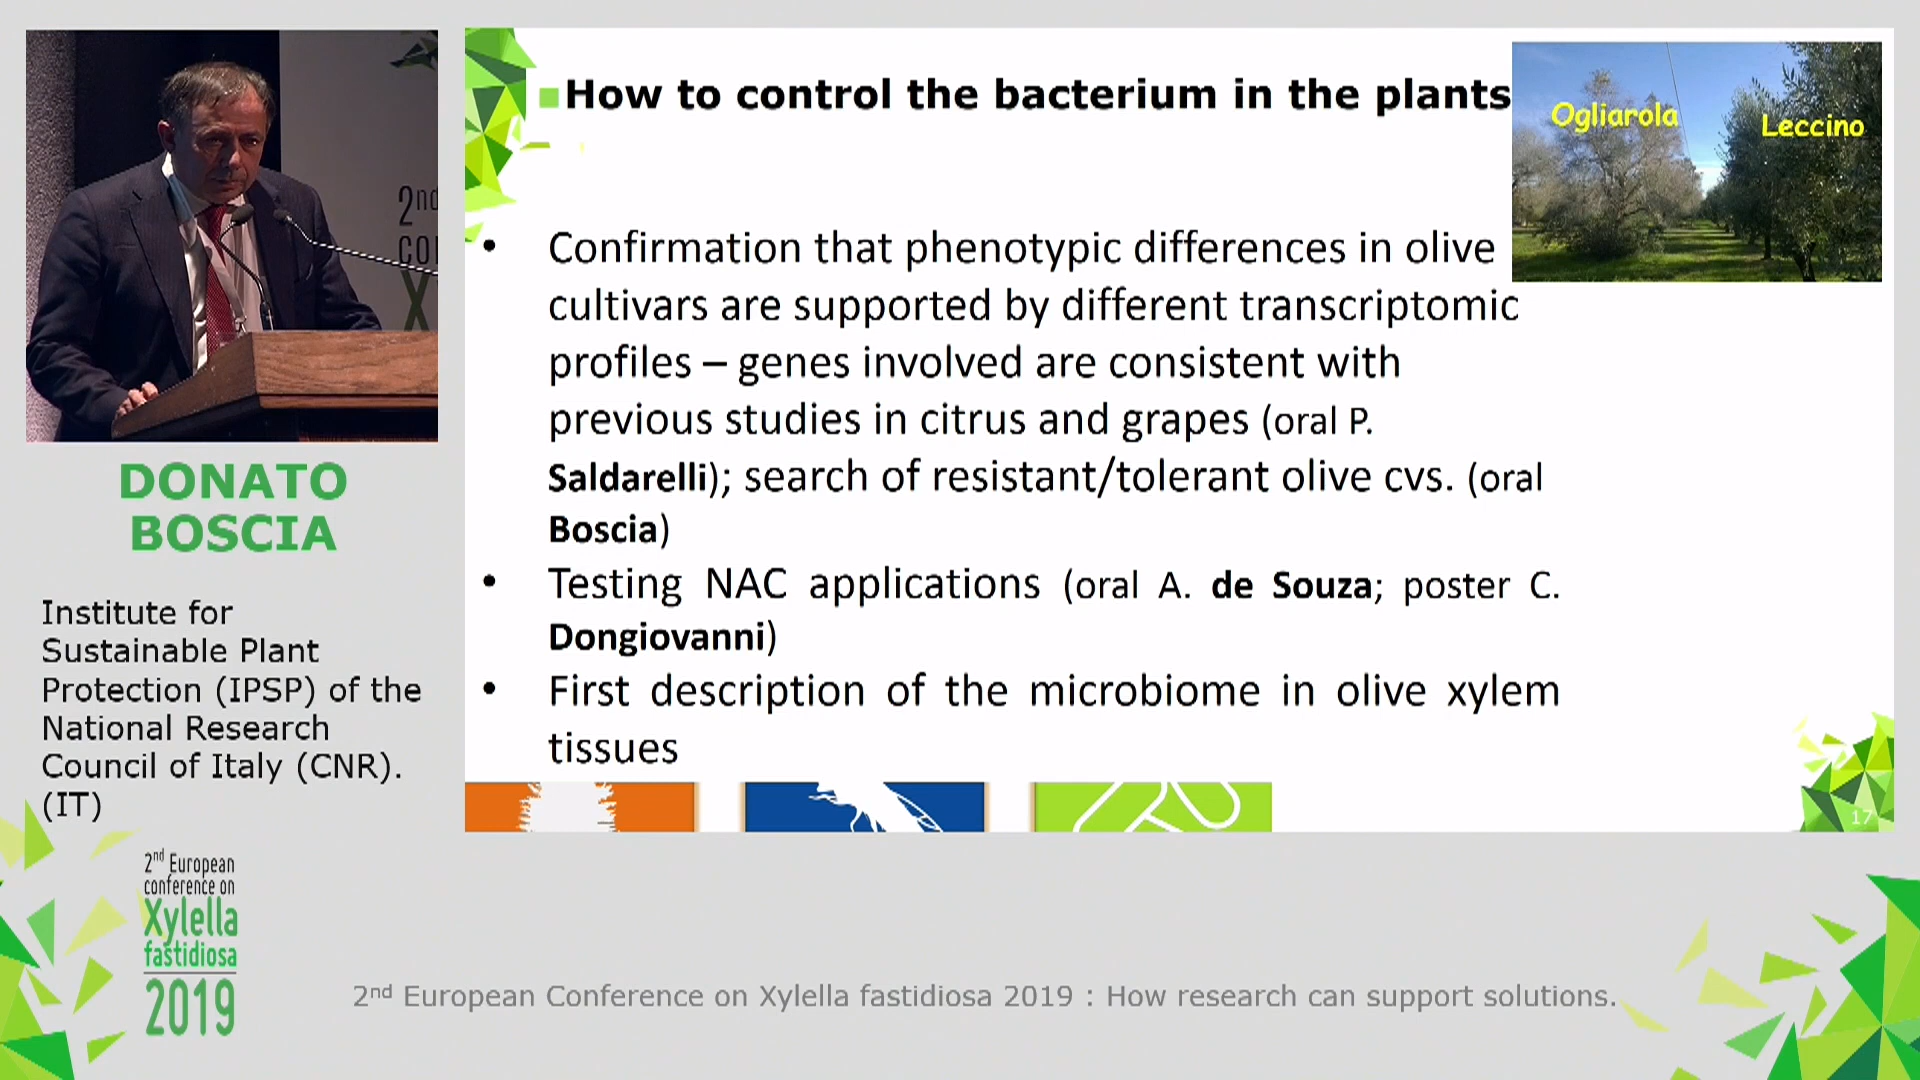 How to control the bacterium in the plants
Ogliarola
Leccino
• Confirmation that phenotypic differences in olive
cultivars are supported by different transcriptomic
profiles – genes involved are consistent with
previous studies in citrus and grapes (oral P.
Saldarelli); search of resistant/tolerant olive cvs. (oral
Boscia)
• Testing NAC applications (oral A. de Souza; poster C.
Dongiovanni)
• First description of the microbiome in olive xylem
tissues
17
2nd
CO
X
DONATO
BOSCIA
Institute for
Sustainable Plant
Protection (IPSP) of the
National Research
Council of Italy (CNR).
(IT)
2nd European
conference on
Xylella
fastidiosa
2019
2nd European Conference on Xylella fastidiosa 2019 : How research can support solutions.